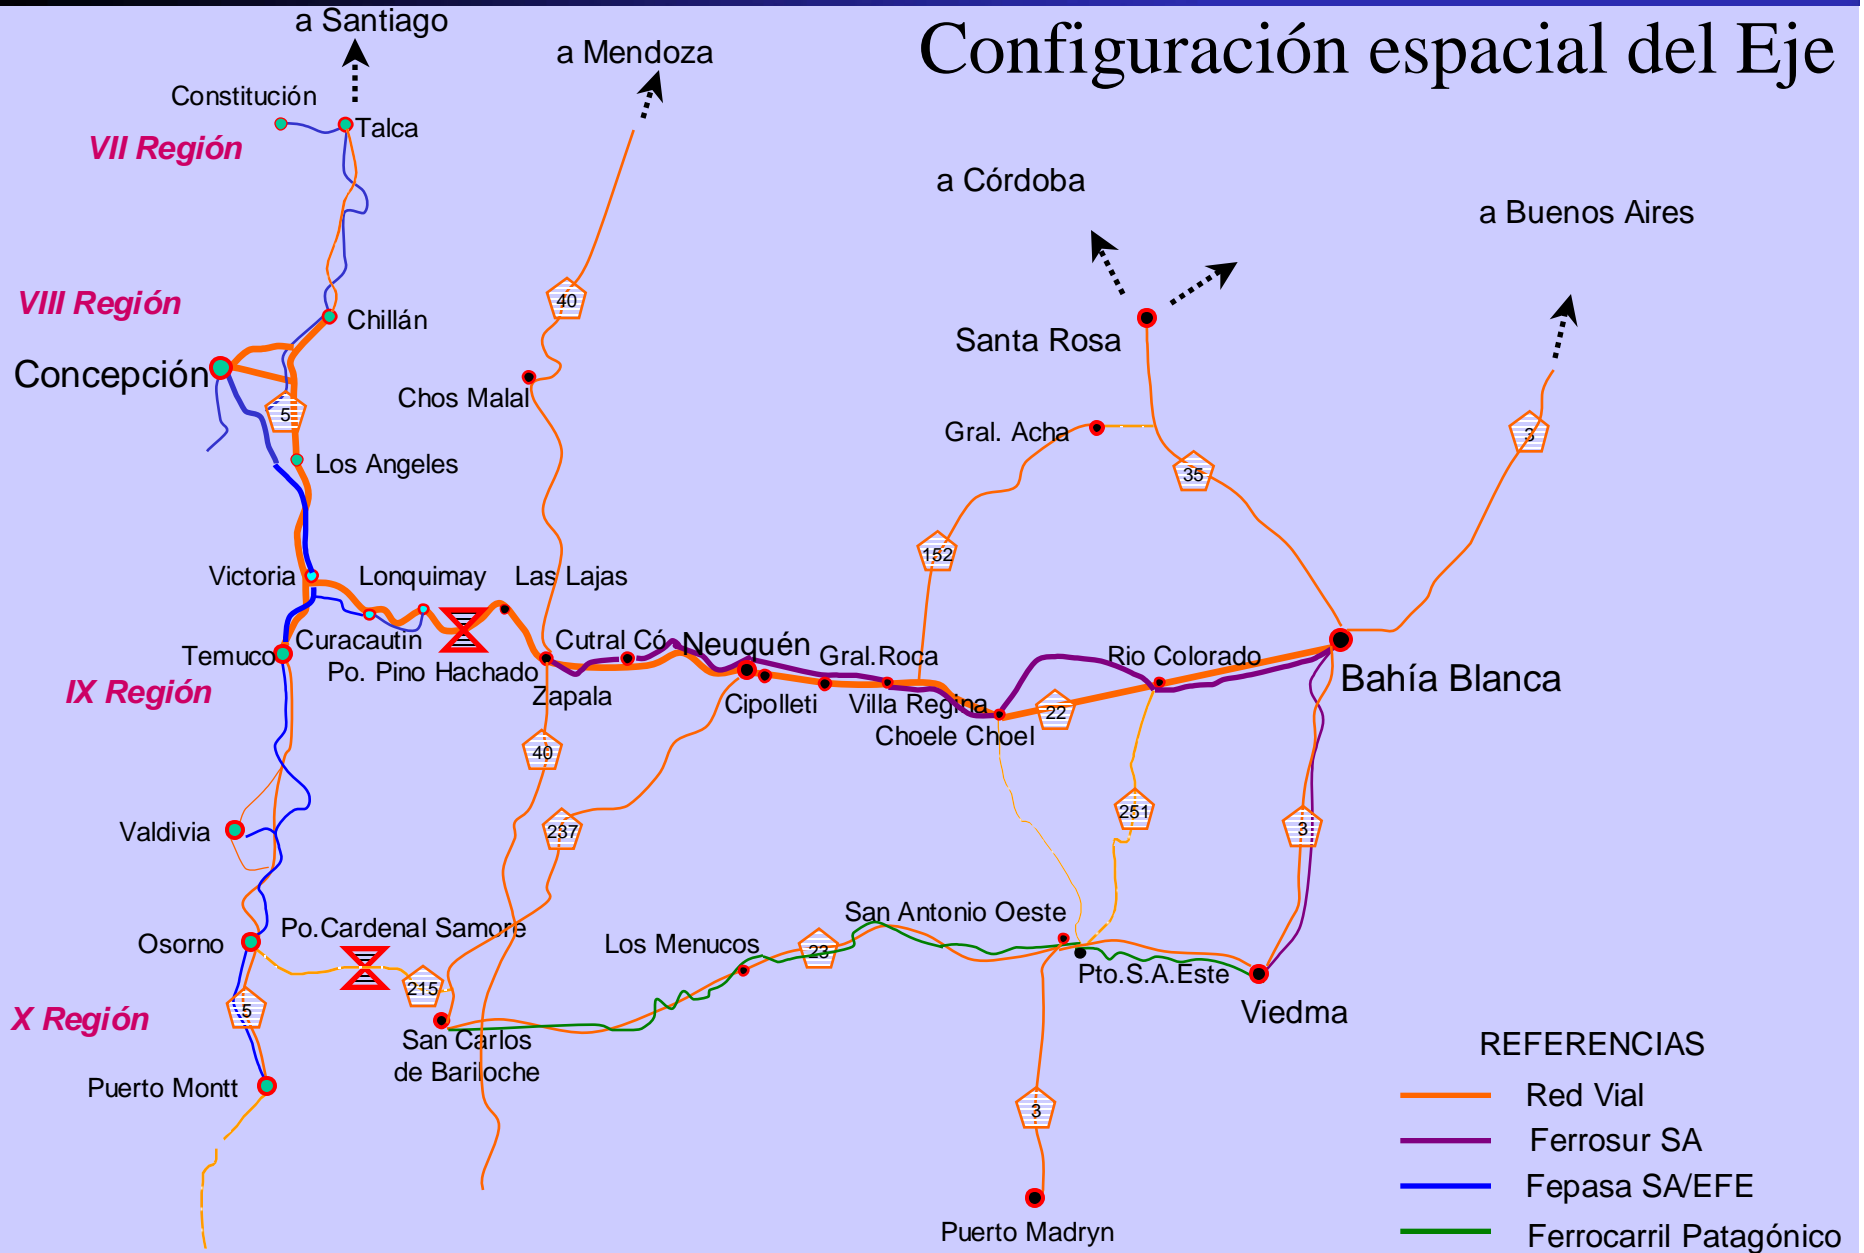 Configuración espacial del Eje
a Santiago
a Mendoza
Constitución
Talca
VII Región
a Córdoba
a Buenos Aires
VIII Región
40
Chillán
Santa Rosa
Concepción
Chos Malal
5
Gral. Acha
3
35
Los Angeles
152
Victoria
Lonquimay
Las Lajas
Curacautin
Cutral Có
Neuquén
Gral.Roca
Rio Colorado
Temuco
Po. Pino Hachado
Bahía Blanca
IX Región
Zapala
Cipolleti
Villa Regina
22
Choele Choel
40
251
237
3
Valdivia
San Antonio Oeste
Po.Cardenal Samore
Osorno
Los Menucos
23
Pto.S.A.Este
215
5
X Región
Viedma
San Carlos
de Bariloche
REFERENCIAS
Puerto Montt
Red Vial
3
Ferrosur SA
Fepasa SA/EFE
Puerto Madryn
Ferrocarril Patagónico